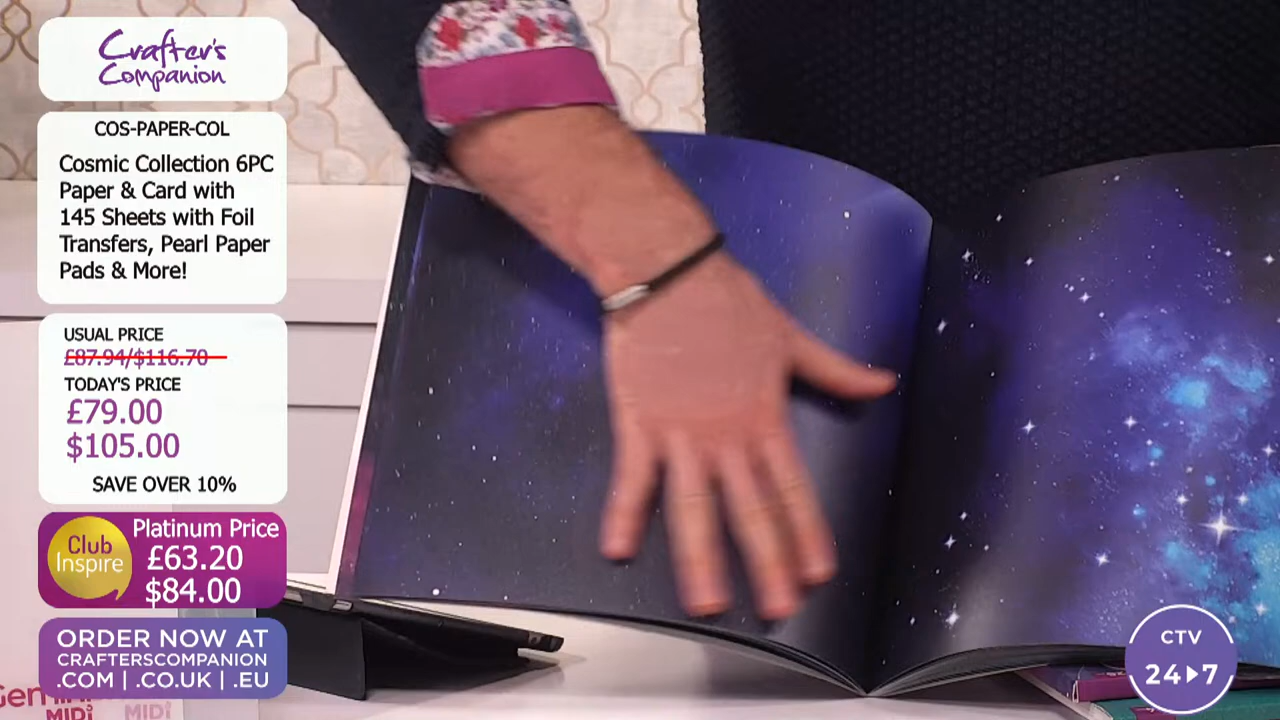 Crafter's
Companion
COS-PAPER-COL
Cosmic Collection 6PC
Paper & Card with
145 Sheets with Foil
Transfers, Pearl Paper
Pads & More!
USUAL PRICE
£87.94/$116.70
TODAY'S PRICE
£79.00
$105.00
SAVE OVER 10%
Club
Inspire
Platinum Price
£63.20
$84.00
ORDER NOW AT
CRAFTERSCOMPANION
.COM | .CO.UK | .EU
MIDi
MIDi
CTV
24▶7